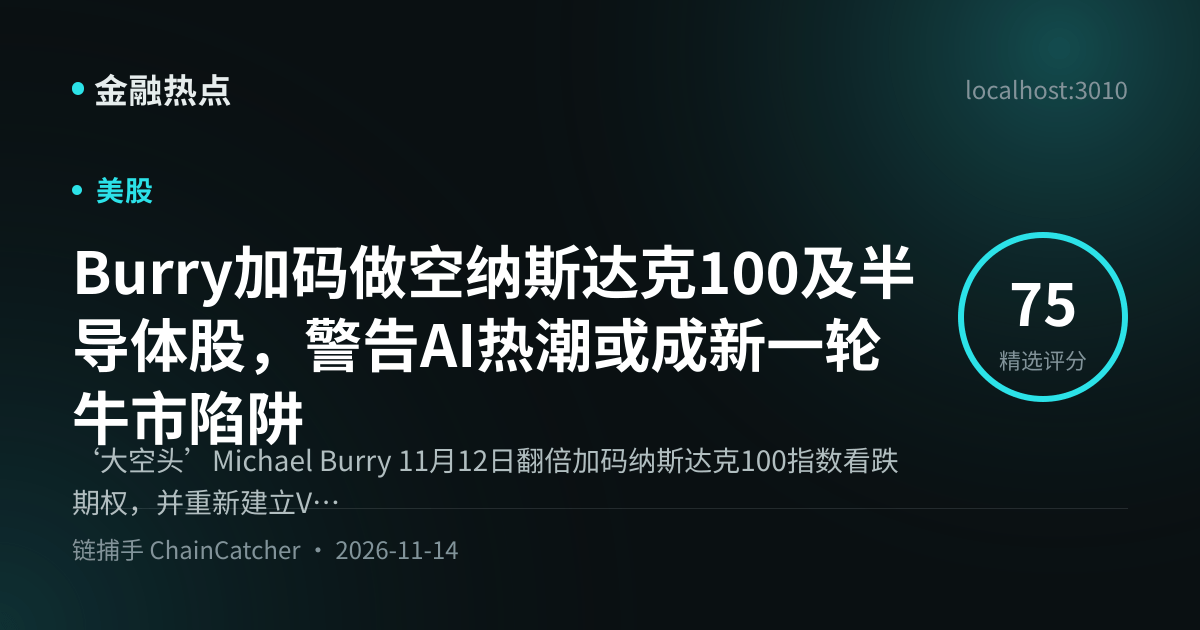 金融热点
localhost:3010
美股
Burry加码做空纳斯达克100及半
导体股，警告AI热潮或成新一轮
牛市陷阱
75
精选评分
‘大空头’ Michael Burry 11月12日翻倍加码纳斯达克100指数看跌
期权，并重新建立V…
链捕手 ChainCatcher • 2026-11-14